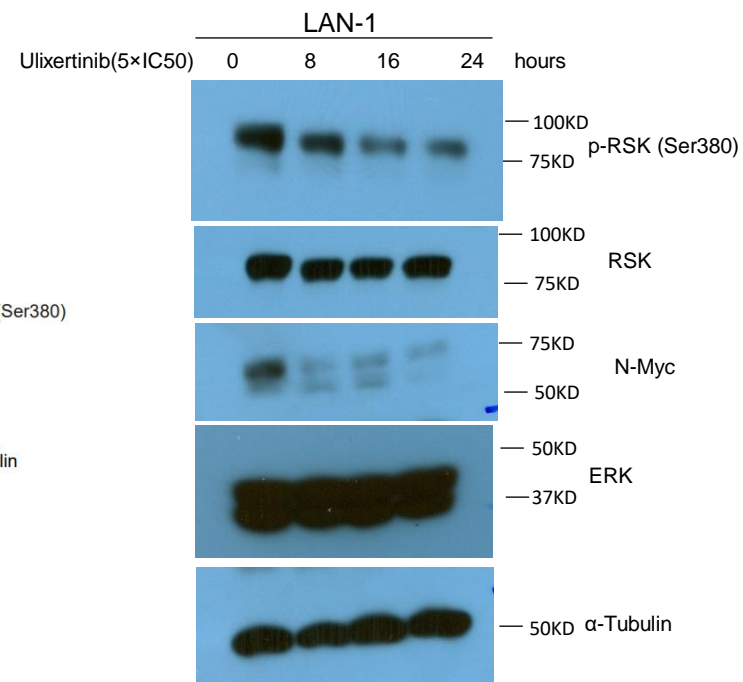 LAN-1
Ulixertinib(5×IC50) 0 8 16 24 hours
100KD
p-RSK (Ser380)
75KD
100KD
RSK
75KD
Ser380)
75KD
N-Myc
50KD
lin
50KD
ERK
37KD
50KD α-Tubulin